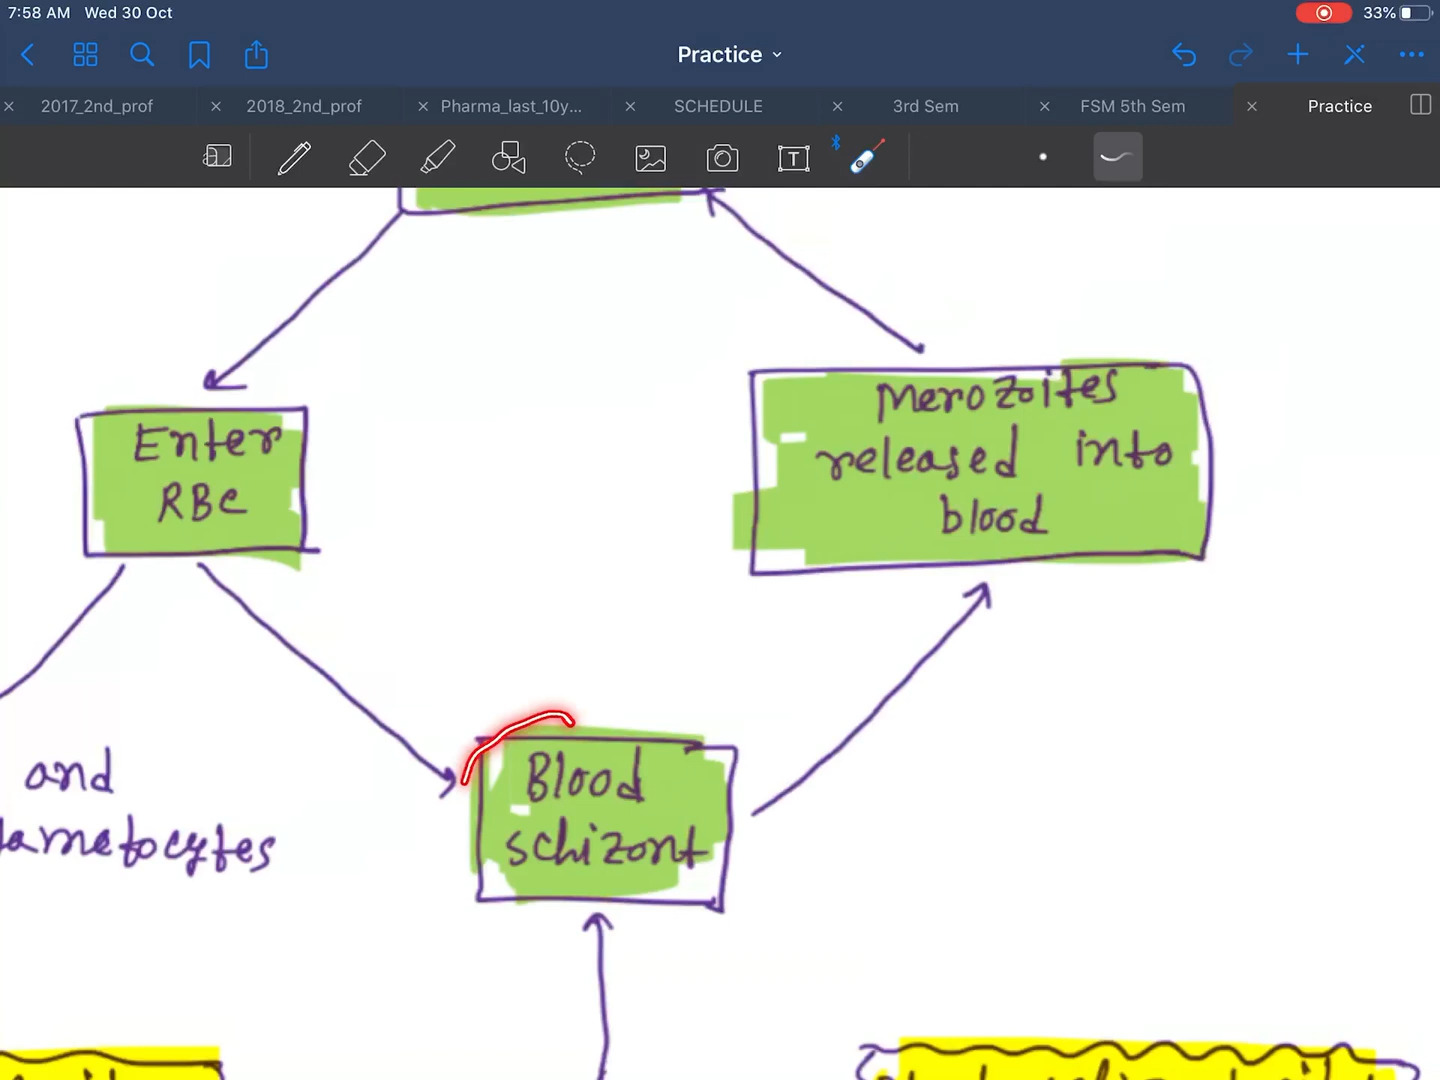 7:58 AM Wed 30 Oct
33%
Practice
2017_2nd_prof
2018_2nd_prof
Pharma_last_10y...
SCHEDULE
3rd Sem
FSM 5th Sem
Practice
T
Enter
RBC
Merozoites
released into
blood
and
Blood
schizont